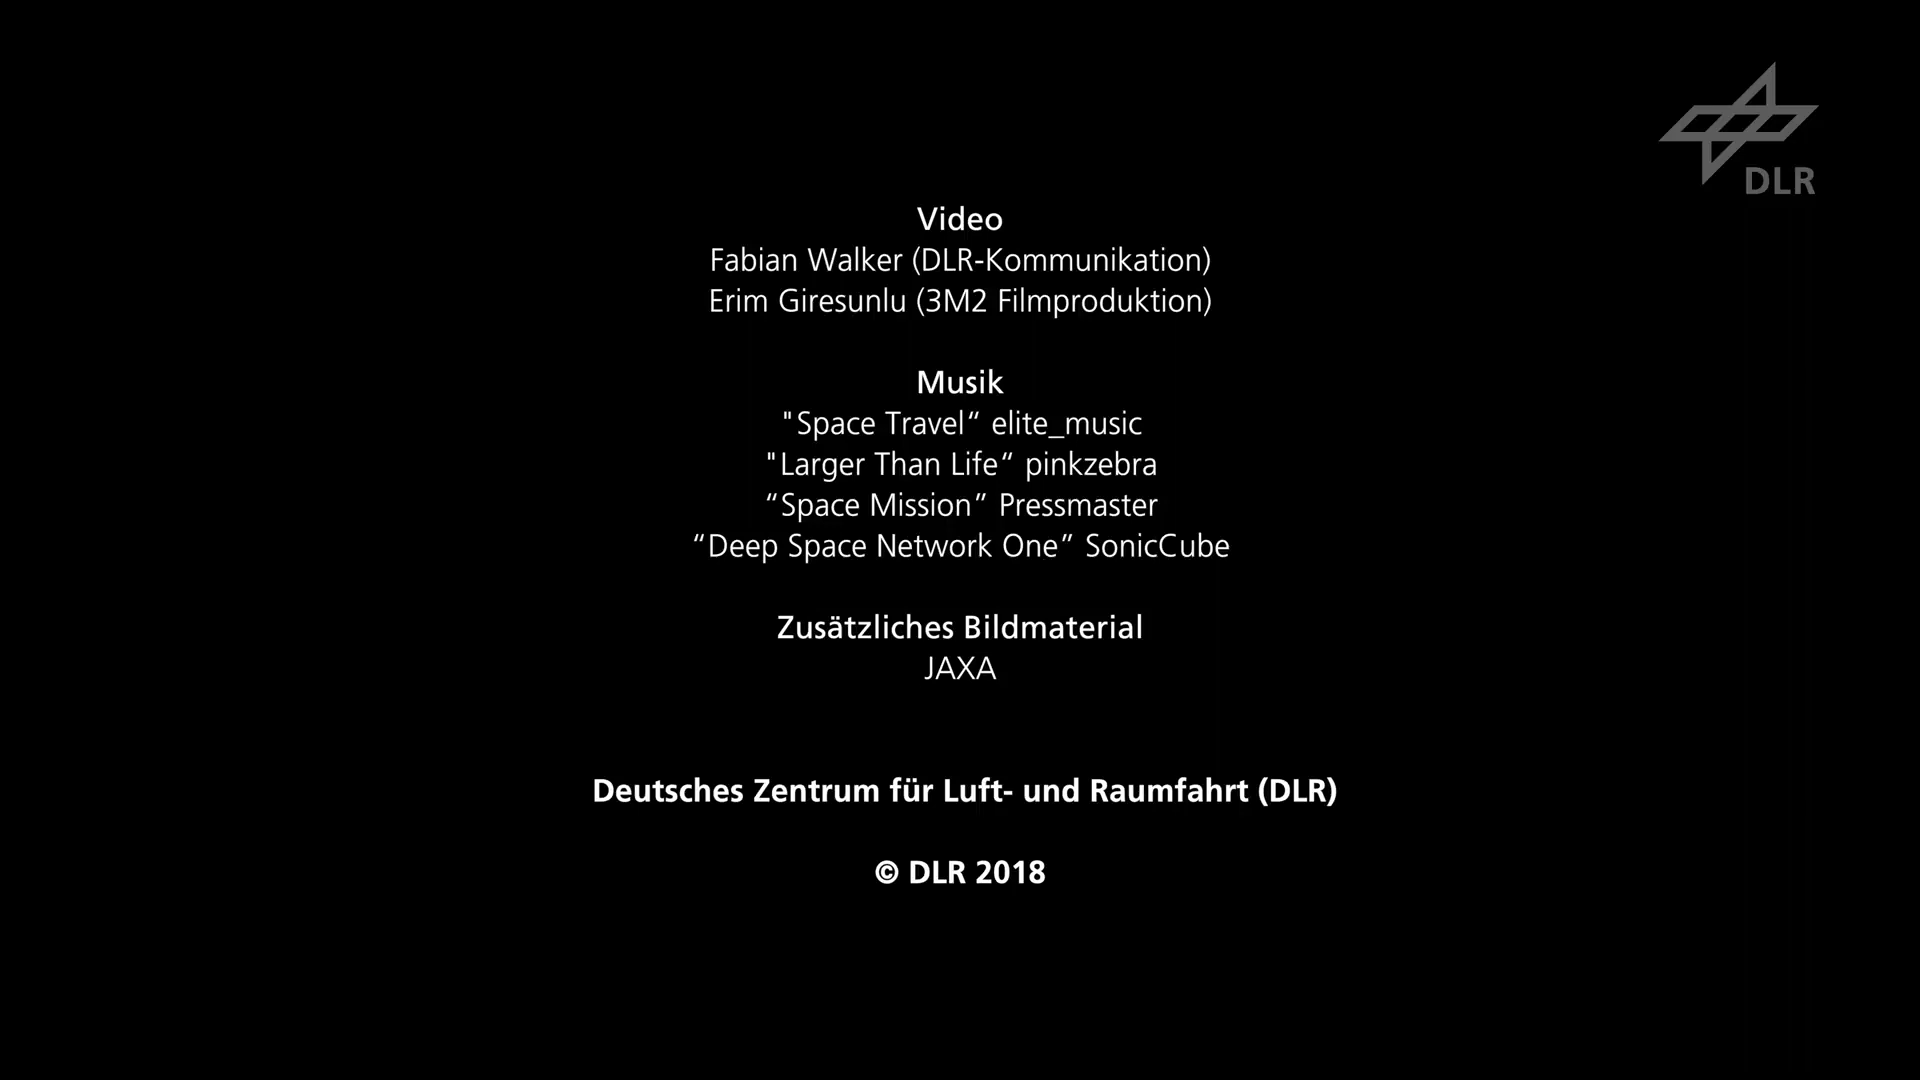 DLR
Video
Fabian Walker (DLR-Kommunikation)
Erim Giresunlu (3M2 Filmproduktion)
Musik
"Space Travel“ elite_music
"Larger Than Life“ pinkzebra
“Space Mission” Pressmaster
“Deep Space Network One” SonicCube
Zusätzliches Bildmaterial
JAXA
Deutsches Zentrum für Luft- und Raumfahrt (DLR)
© DLR 2018